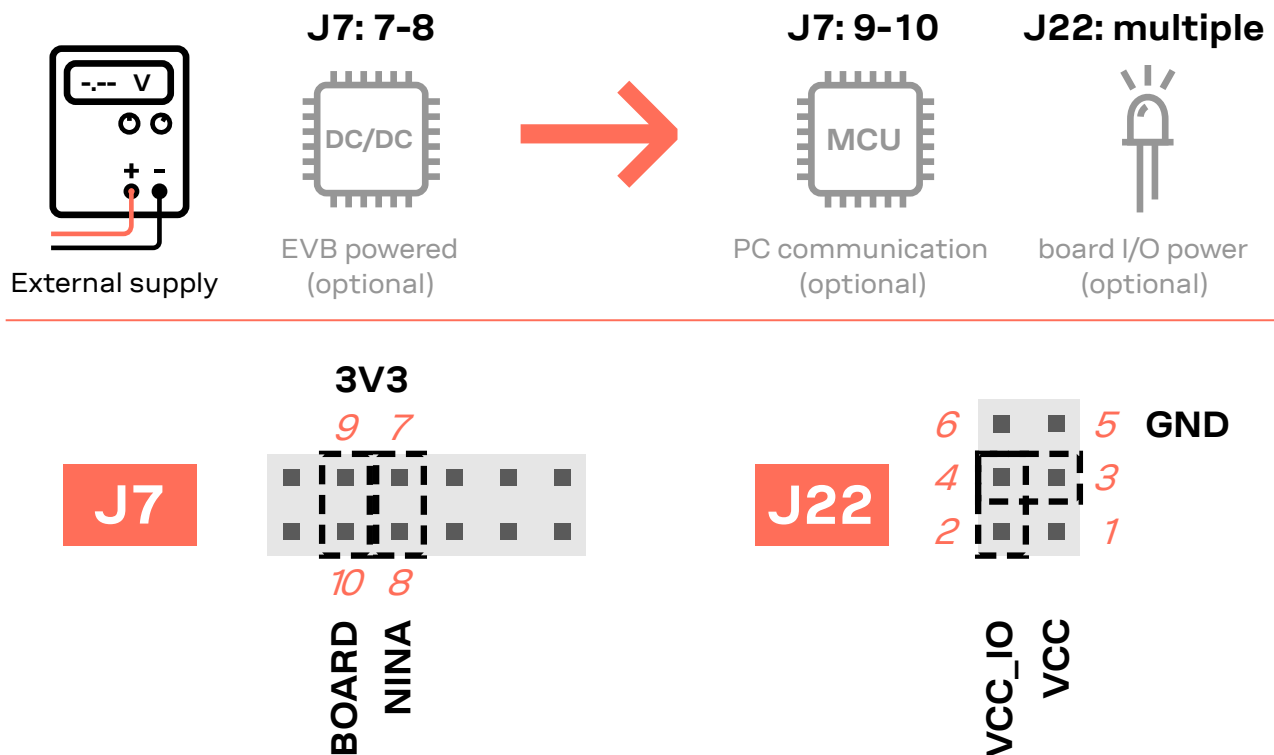 J7: 7-8
J7: 9-10
J22: multiple
-.-- V
DC/DC
MCU
+ -
EVB powered
(optional)
PC communication
(optional)
board I/O power
(optional)
External supply
3V3
9 7
J7
10 8
BOARD
NINA
6 5 GND
4 3
J22
2 1
VCC_IO
VCC